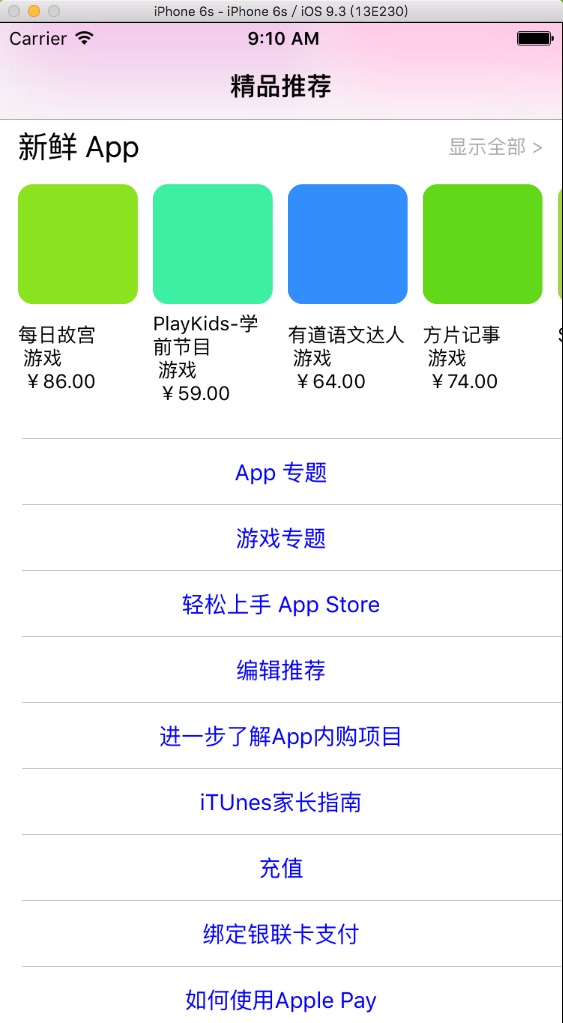 iPhone 6s - iPhone 6s / iOS 9.3 (13E230)
Carrier 9:10 AM
精品推荐
新鲜 App 显示全部 >
每日故宫
游戏
￥86.00
PlayKids-学
前节目
游戏
￥59.00
有道语文达人
游戏
￥64.00
方片记事
游戏
￥74.00
App 专题
游戏专题
轻松上手 App Store
编辑推荐
进一步了解App内购项目
iTUnes家长指南
充值
绑定银联卡支付
如何使用Apple Pay